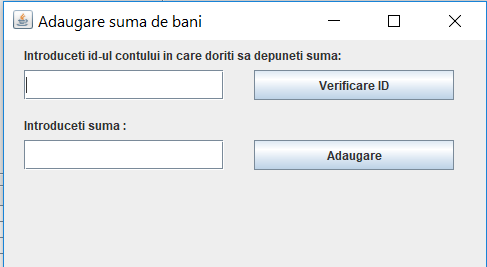 Adaugare suma de bani
Introduceti id-ul contului in care doriti sa depuneti suma:
Verificare ID
Introduceti suma :
Adaugare